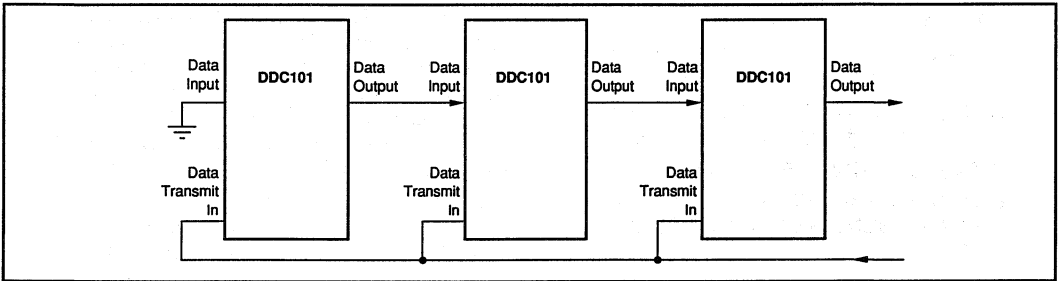 Data
Input
DDC101
Data
Output
Data
Input
DDC101
Data
Output
Data
Input
DDC101
Data
Output
Data
Transmit
In
Data
Transmit
In
Data
Transmit
In